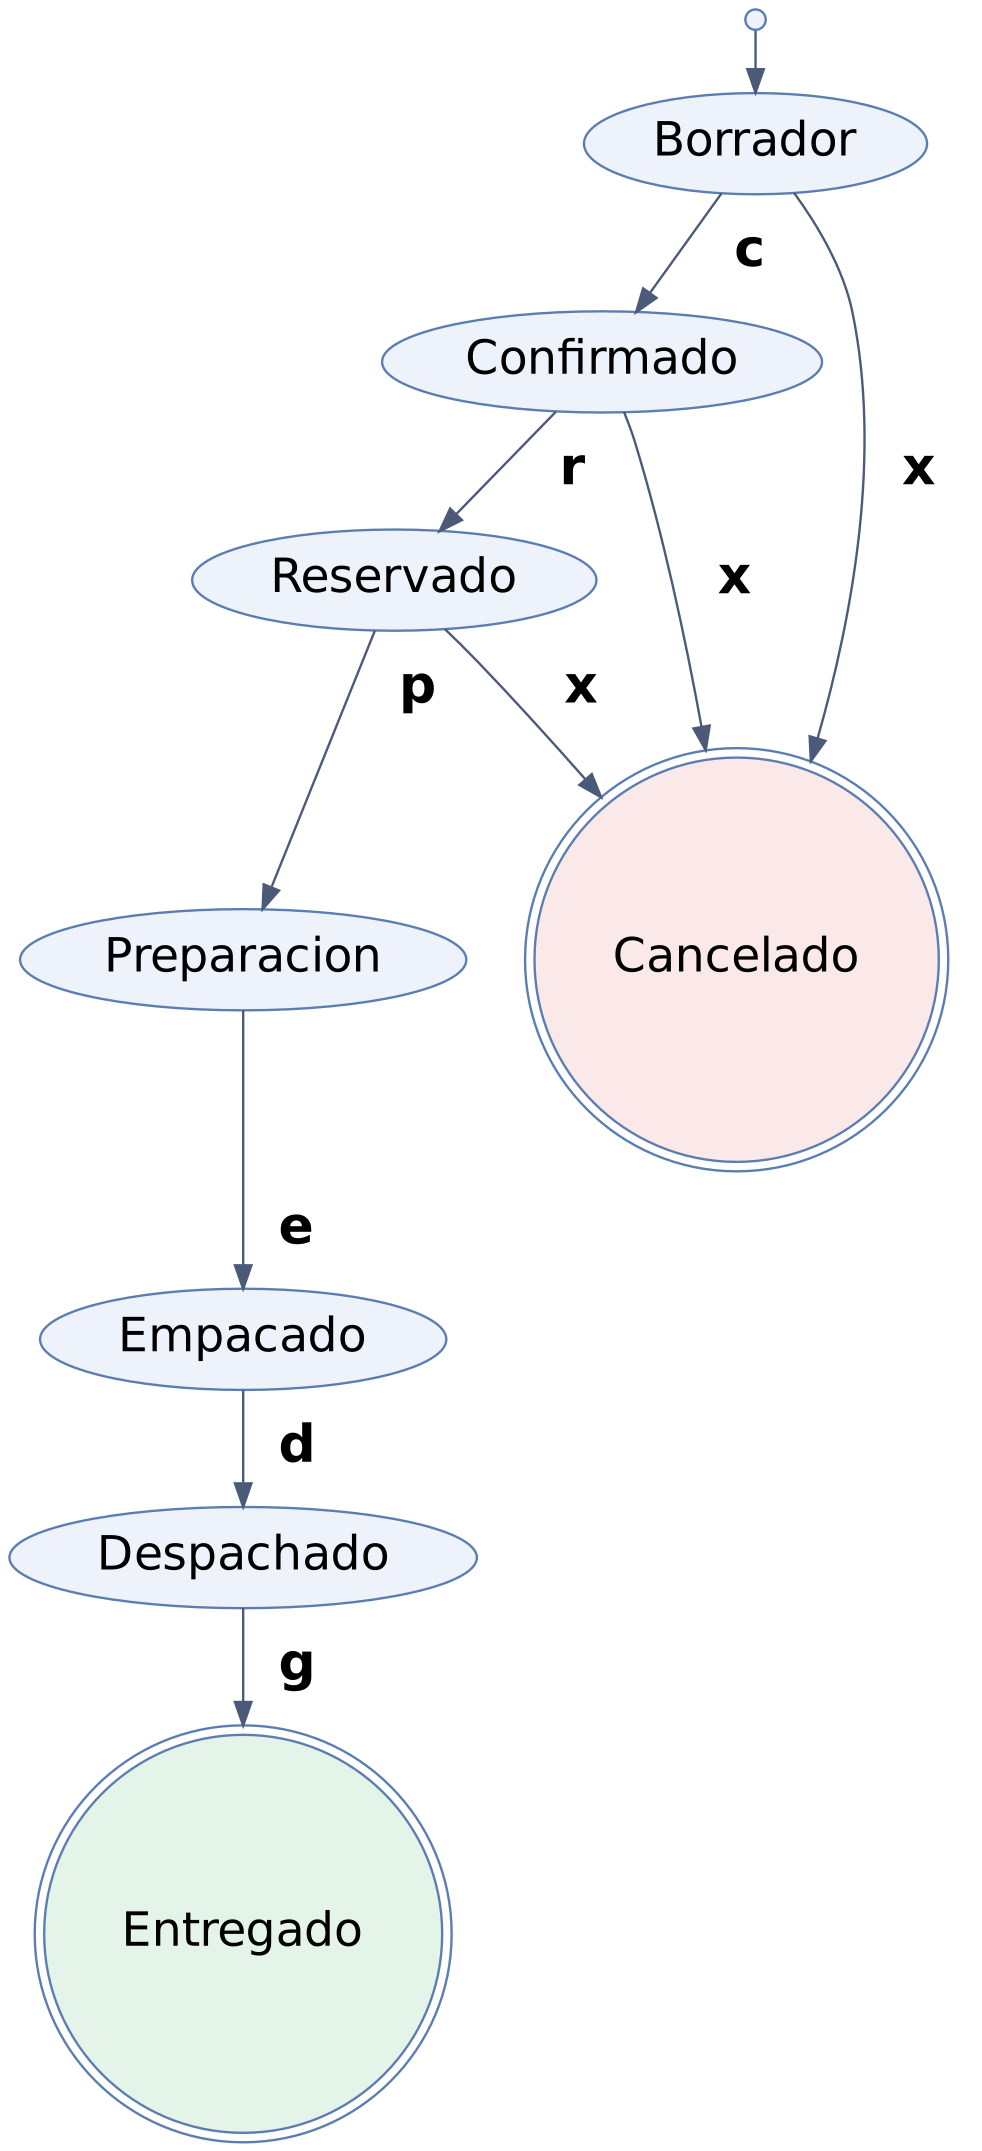 Borrador
c
Confirmado
r
x
Reservado
x
p
x
Preparacion
Cancelado
e
Empacado
d
Despachado
g
Entregado